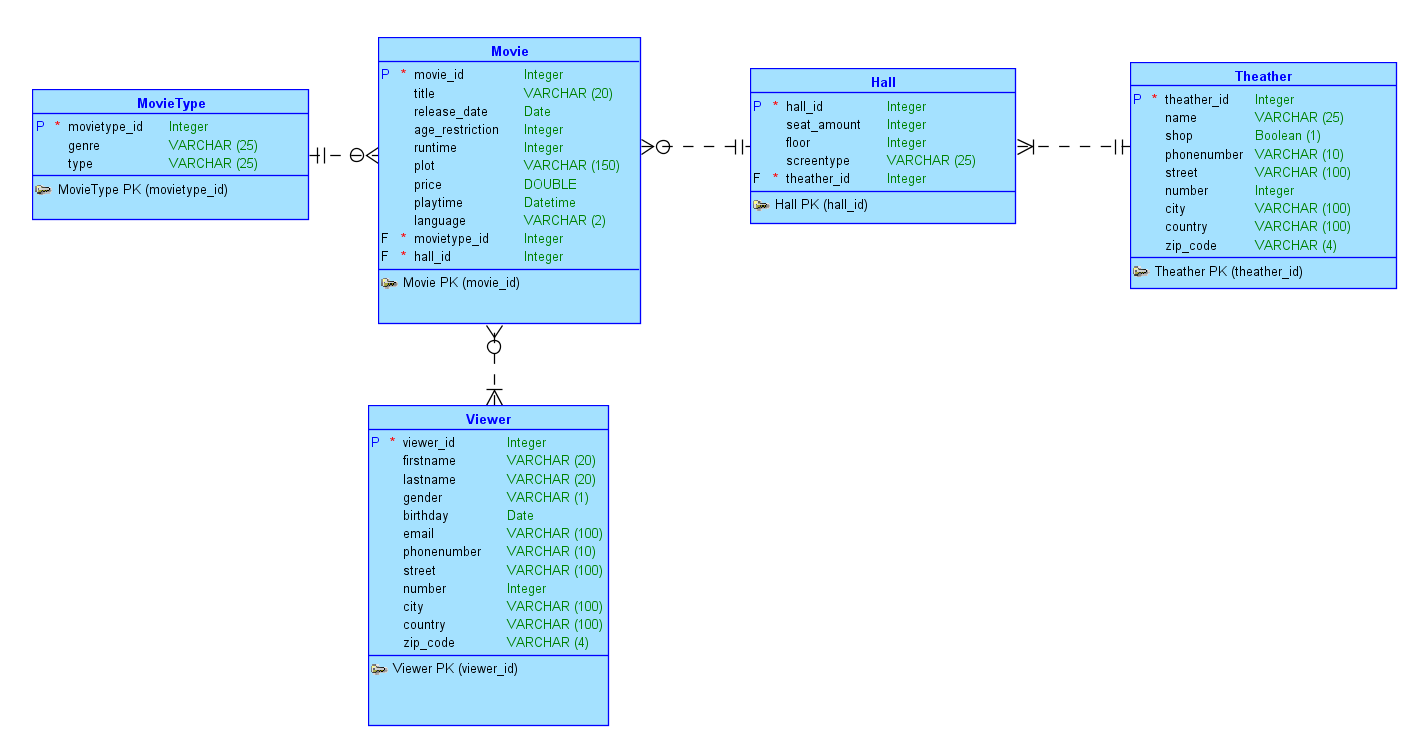 MovieType
P * movietype_id Integer
genre VARCHAR (25)
type VARCHAR (25)
MovieType PK (movietype_id)
Movie
P * movie_id Integer
title VARCHAR (20)
release_date Date
age_restriction Integer
runtime Integer
plot VARCHAR (150)
price DOUBLE
playtime Datetime
language VARCHAR (2)
F * movietype_id Integer
F * hall_id Integer
Movie PK (movie_id)
Hall
P * hall_id Integer
seat_amount Integer
floor Integer
screentype VARCHAR (25)
F * theather_id Integer
Hall PK (hall_id)
Theather
P * theather_id Integer
name VARCHAR (25)
shop Boolean (1)
phonenumber VARCHAR (10)
street VARCHAR (100)
number Integer
city VARCHAR (100)
country VARCHAR (100)
zip_code VARCHAR (4)
Theather PK (theather_id)
Viewer
P * viewer_id Integer
firstname VARCHAR (20)
lastname VARCHAR (20)
gender VARCHAR (1)
birthday Date
email VARCHAR (100)
phonenumber VARCHAR (10)
street VARCHAR (100)
number Integer
city VARCHAR (100)
country VARCHAR (100)
zip_code VARCHAR (4)
Viewer PK (viewer_id)